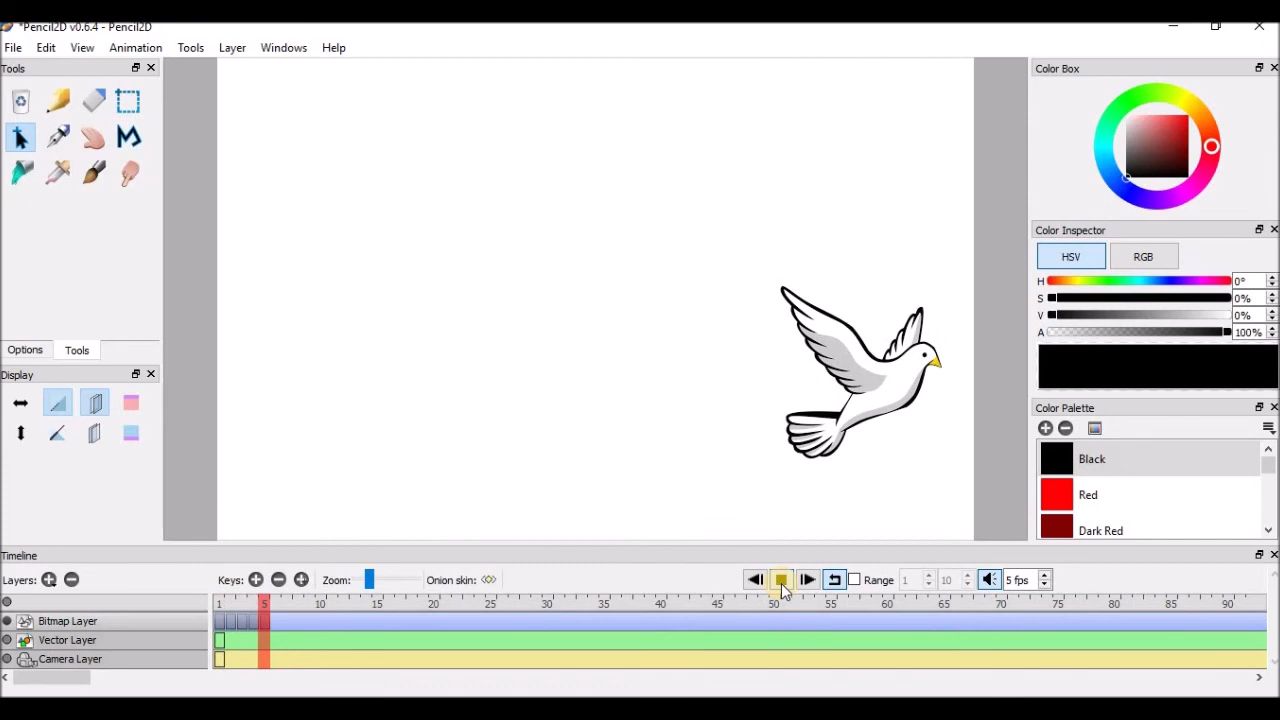 *Pencil2D v0.6.4 - Pencil2D
File Edit View Animation Tools Layer Windows Help
Tools
Options Tools
Display
Color Box
Color Inspector
HSV RGB
H 0°
S 0%
V 0%
A 100%
Color Palette
Black
Red
Dark Red
Timeline
Layers: Keys: Zoom: Onion skin: Range 1 10 5 fps
1 5 10 15 20 25 30 35 40 45 50 55 60 65 70 75 80 85 90
Bitmap Layer
Vector Layer
Camera Layer